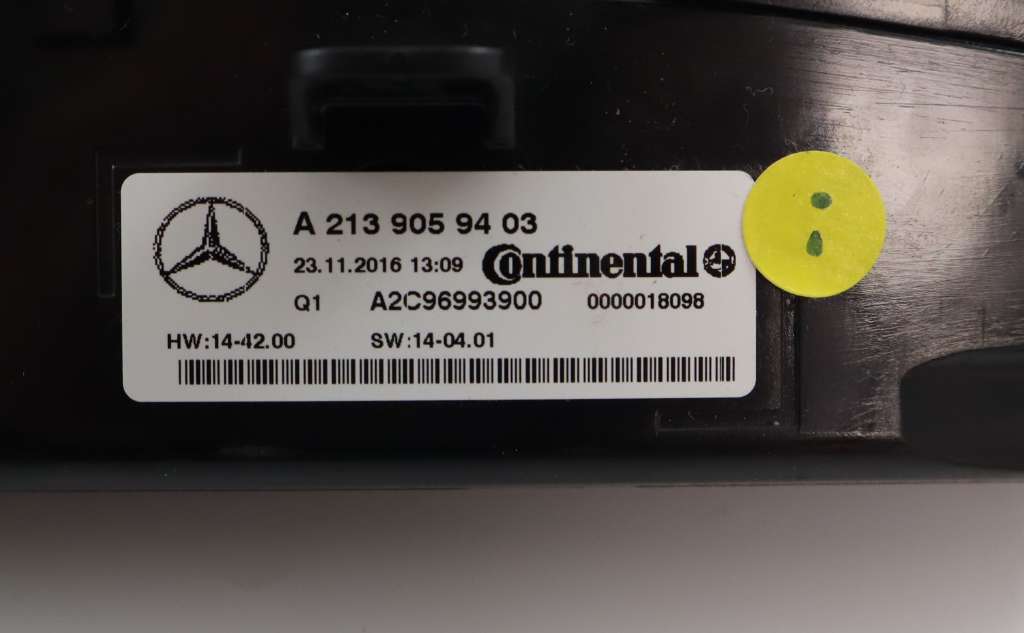 A 213 905 94 03
23.11.2016 13:09 Continental
Q1 A2C96993900 0000018098
HW:14-42.00 SW:14-04.01